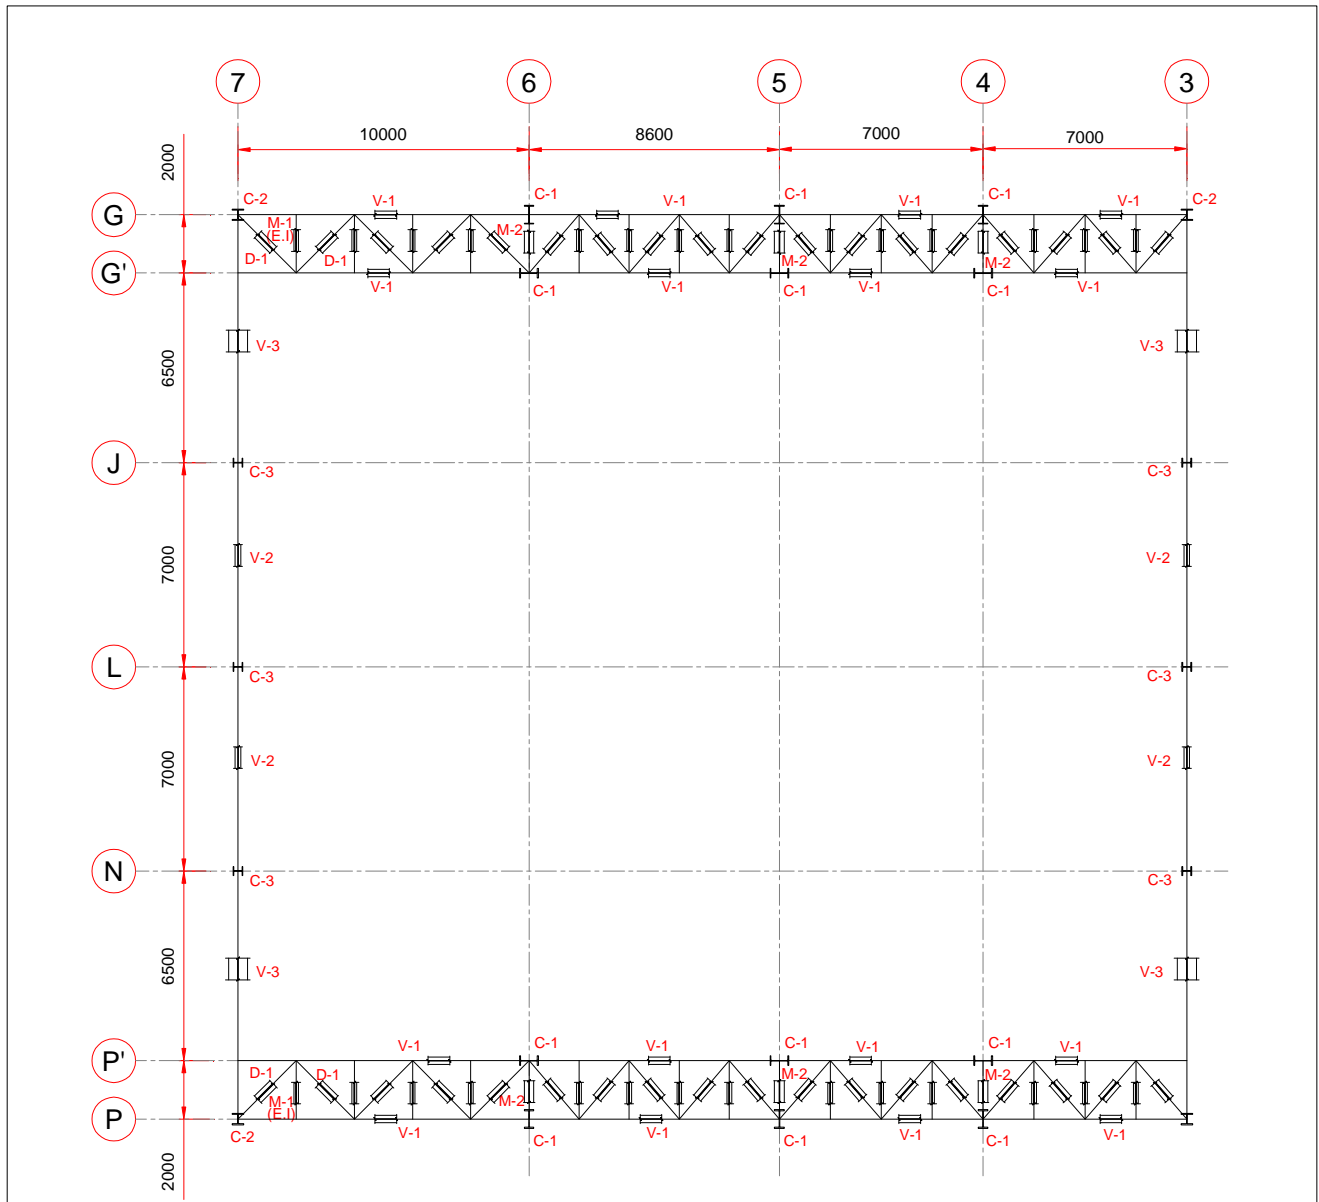 7 6 5 4 3
10000 8600 7000 7000
2000
C-2 V-1 C-1 V-1 C-1 V-1 C-1 V-1 C-2
G
M-1
(E.I)
D-1 D-1 M-2 M-2 M-2
G'
V-1 C-1 V-1 C-1 V-1 C-1 V-1
V-3 V-3
6500
J
C-3 C-3
7000
V-2 V-2
L
C-3 C-3
7000
V-2 V-2
N
C-3 C-3
6500
V-3 V-3
P'
V-1 C-1 V-1 C-1 V-1 C-1 V-1
D-1 D-1 M-2 M-2 M-2
M-1
(E.I)
P
C-2 V-1 C-1 V-1 C-1 V-1 C-1 V-1
2000